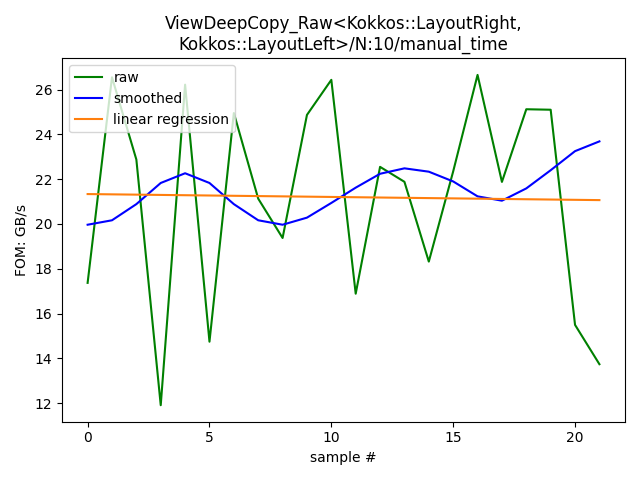 ViewDeepCopy_Raw<Kokkos::LayoutRight,
Kokkos::LayoutLeft>/N:10/manual_time
raw
smoothed
linear regression
FOM: GB/s
26
24
22
20
18
16
14
12
0 5 10 15 20
sample #